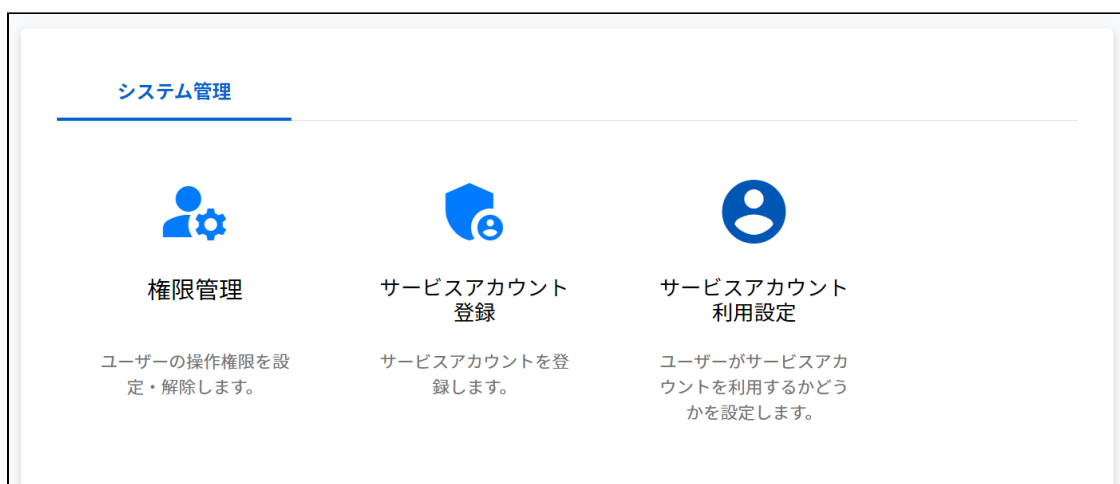 システム管理
権限管理
ユーザーの操作権限を設
定・解除します。
サービスアカウント
登録
サービスアカウントを登
録します。
サービスアカウント
利用設定
ユーザーがサービスアカ
ウントを利用するかどう
かを設定します。